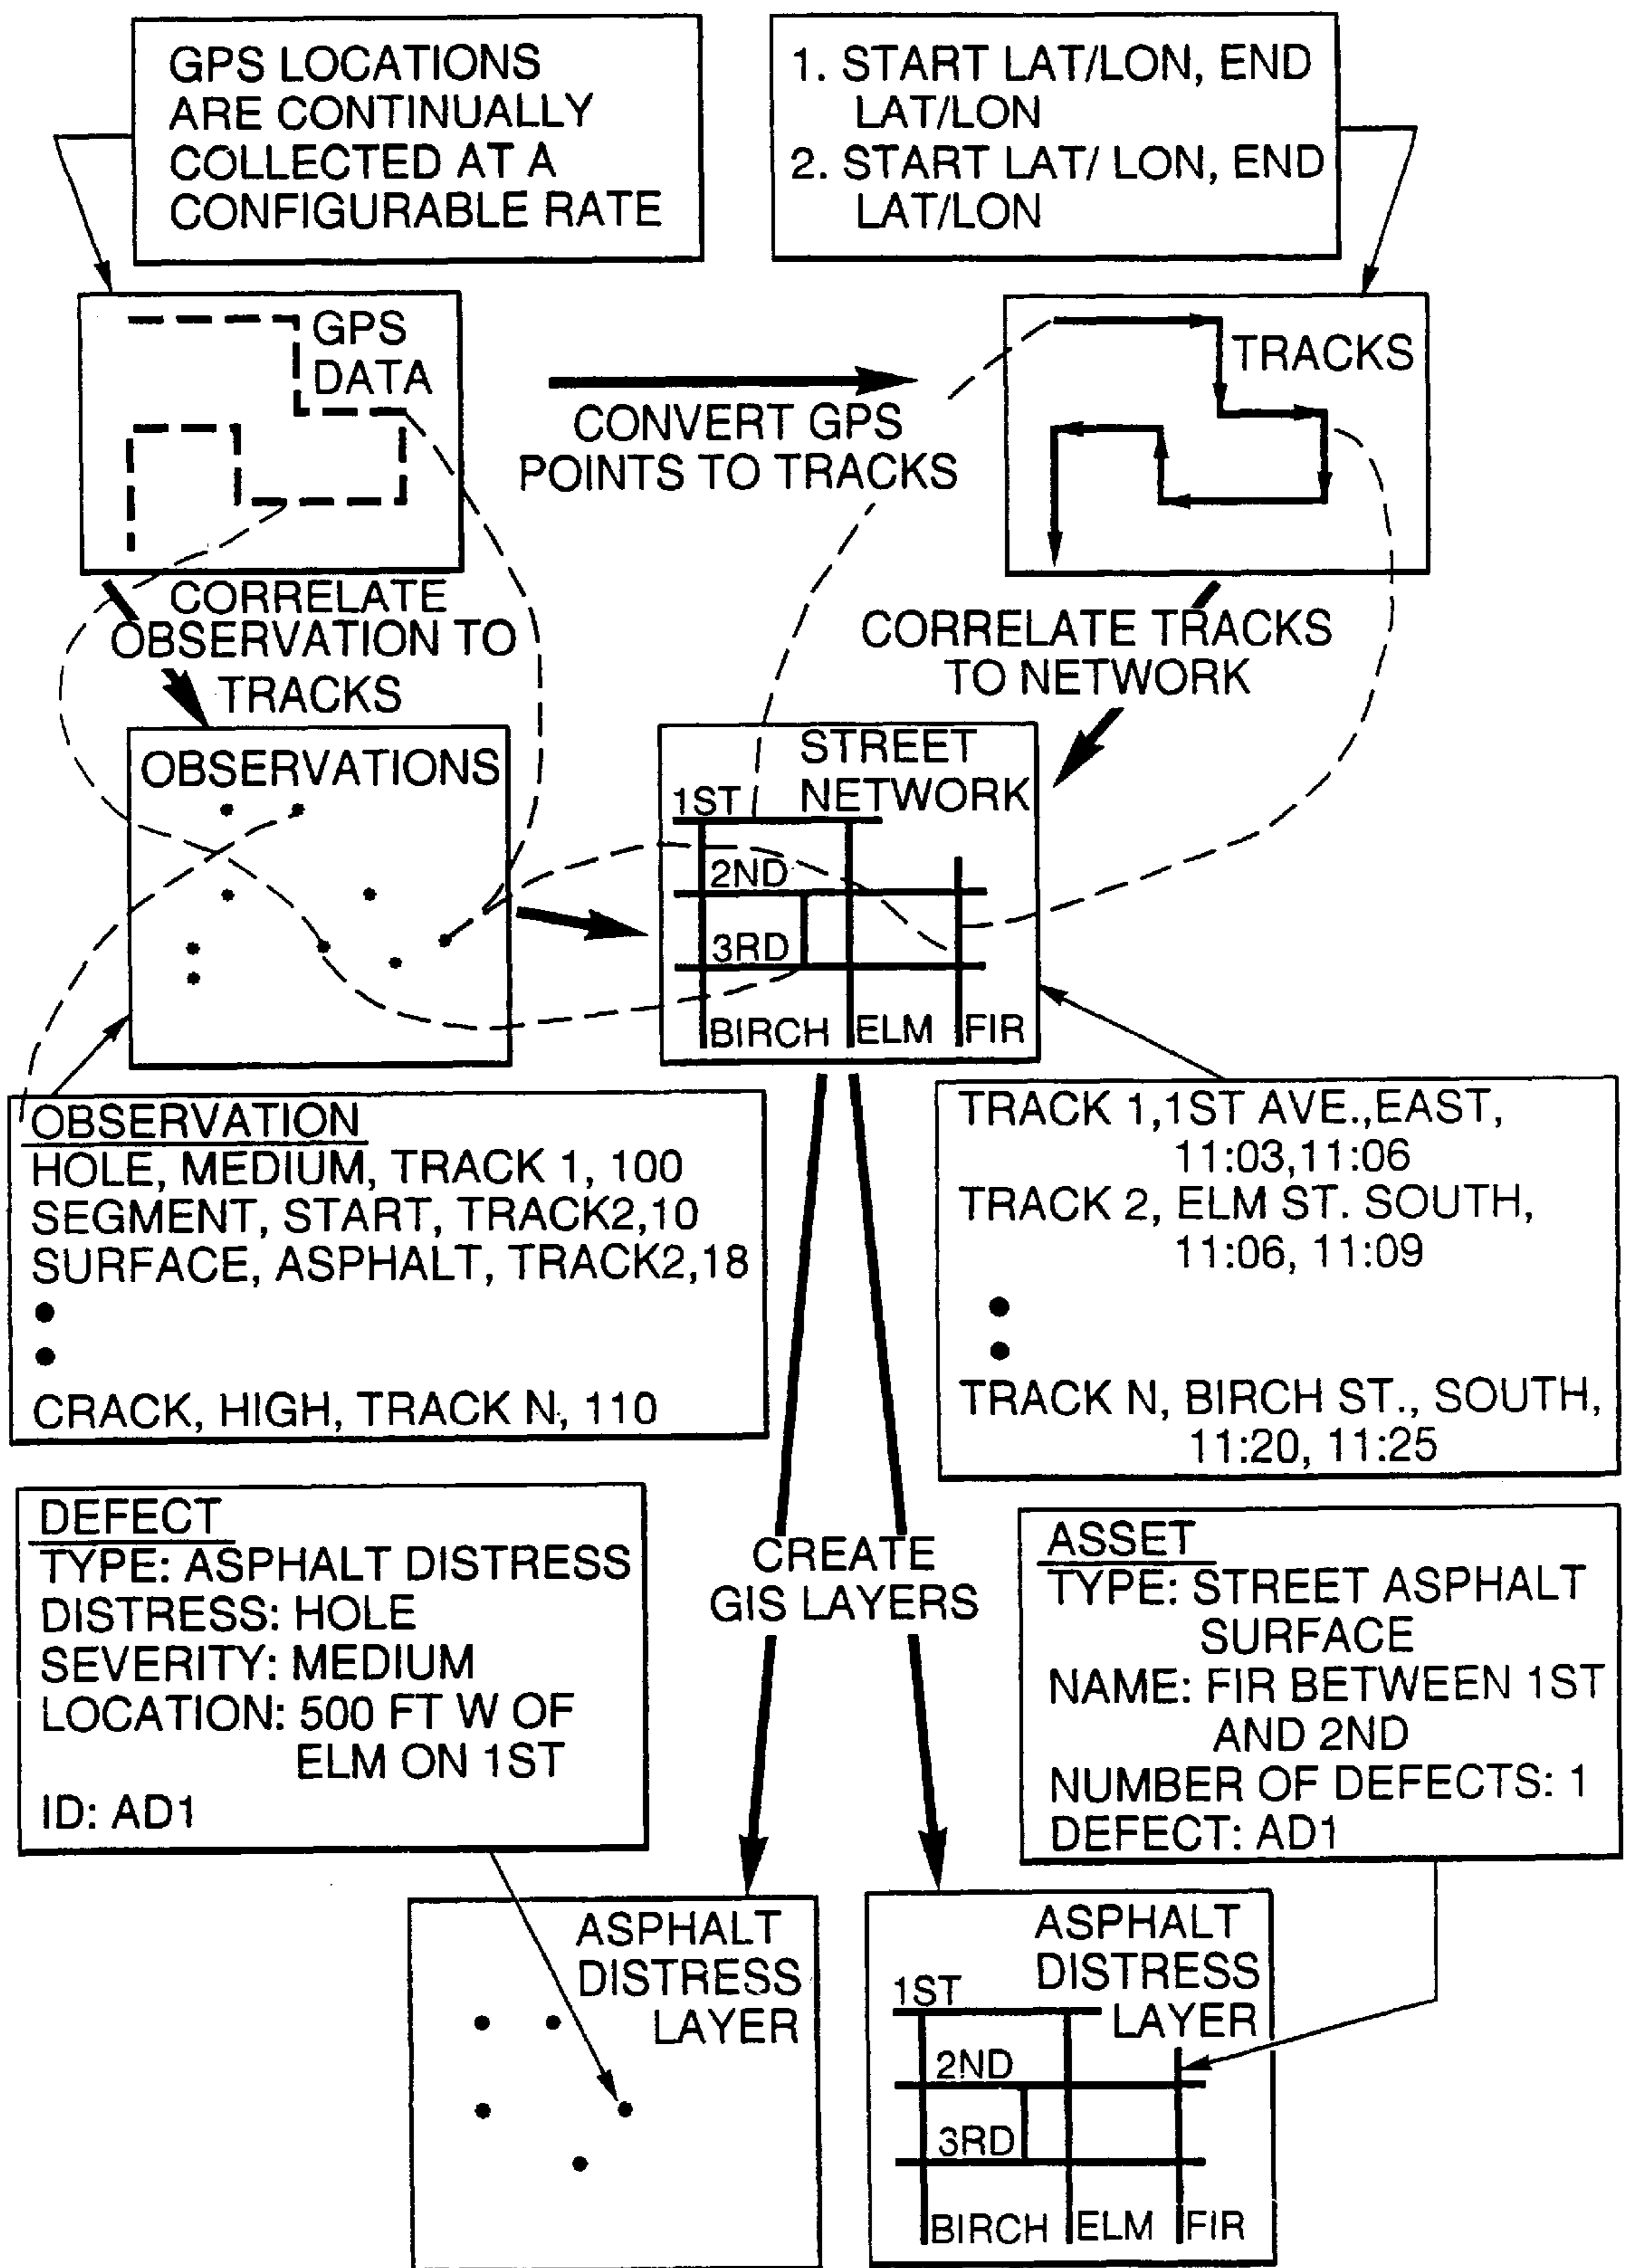 GPS LOCATIONS
ARE CONTINUALLY
COLLECTED AT A
CONFIGURABLE RATE
1. START LAT/LON, END
LAT/LON
2. START LAT/ LON, END
LAT/LON
GPS
DATA
CONVERT GPS
POINTS TO TRACKS
TRACKS
CORRELATE
OBSERVATION TO
TRACKS
CORRELATE TRACKS
TO NETWORK
OBSERVATIONS
STREET
NETWORK
1ST
2ND
3RD
BIRCH ELM FIR
OBSERVATION
HOLE, MEDIUM, TRACK 1, 100
SEGMENT, START, TRACK2,10
SURFACE, ASPHALT, TRACK2,18
CRACK, HIGH, TRACK N, 110
TRACK 1,1ST AVE.,EAST,
11:03,11:06
TRACK 2, ELM ST. SOUTH,
11:06, 11:09
TRACK N, BIRCH ST., SOUTH,
11:20, 11:25
DEFECT
TYPE: ASPHALT DISTRESS
DISTRESS: HOLE
SEVERITY: MEDIUM
LOCATION: 500 FT W OF
ELM ON 1ST
ID: AD1
CREATE
GIS LAYERS
ASSET
TYPE: STREET ASPHALT
SURFACE
NAME: FIR BETWEEN 1ST
AND 2ND
NUMBER OF DEFECTS: 1
DEFECT: AD1
ASPHALT
DISTRESS
LAYER
ASPHALT
DISTRESS
LAYER
1ST
2ND
3RD
BIRCH ELM FIR